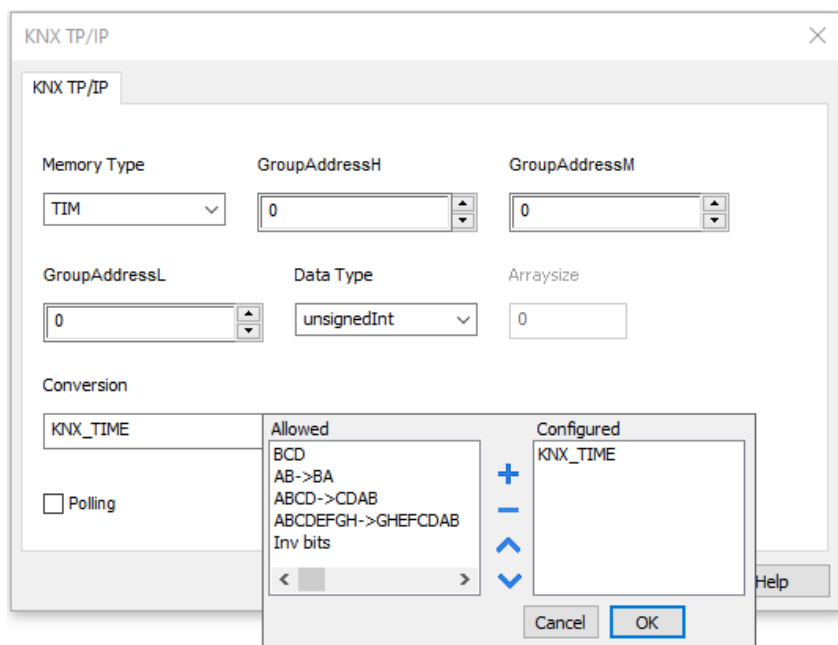 KNX TP/IP
KNX TP/IP
Memory Type GroupAddressH GroupAddressM
TIM 0 0
GroupAddressL Data Type Arraysize
0 unsignedInt 0
Conversion
KNX_TIME
Allowed Configured
BCD KNX_TIME
AB->BA
ABCD->CDAB
ABCDEFGH->GHEFCDAB
Inv bits
Polling
Help
Cancel OK